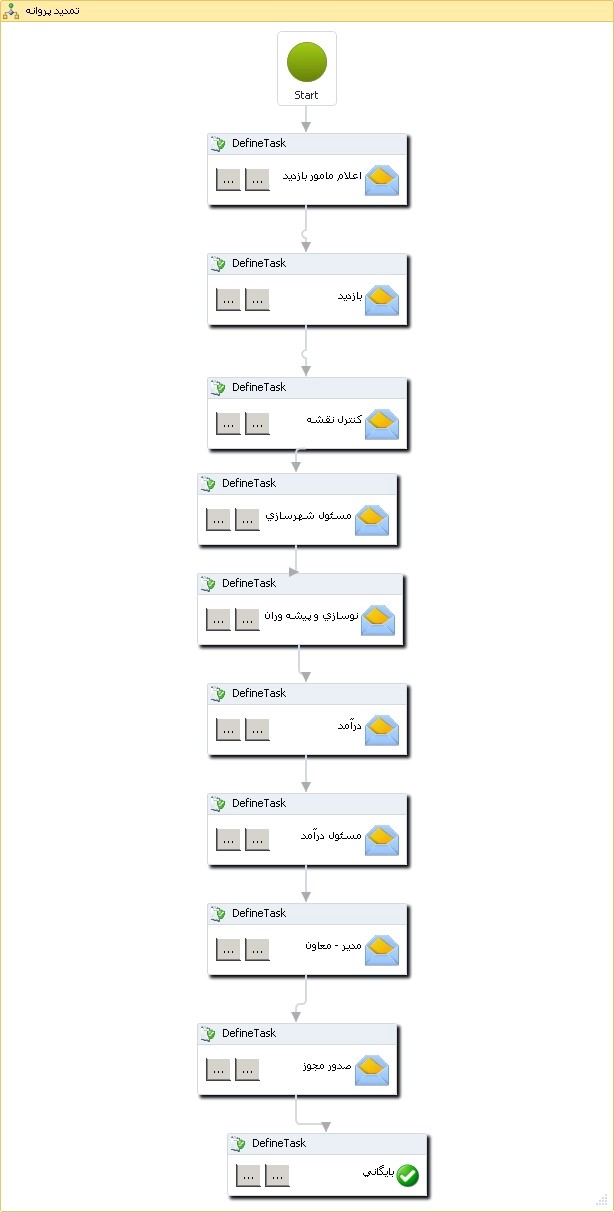 تمديد پروانه
Start
DefineTask
اعلام مامور بازديد
... ...
DefineTask
بازديد
... ...
DefineTask
كنترل نقشه
... ...
DefineTask
مسئول شهرسازي
... ...
DefineTask
نوسازي و پيشه وران
... ...
DefineTask
درآمد
... ...
DefineTask
مسئول درآمد
... ...
DefineTask
مدير - معاون
... ...
DefineTask
صدور مجوز
... ...
DefineTask
بايگاني
... ...